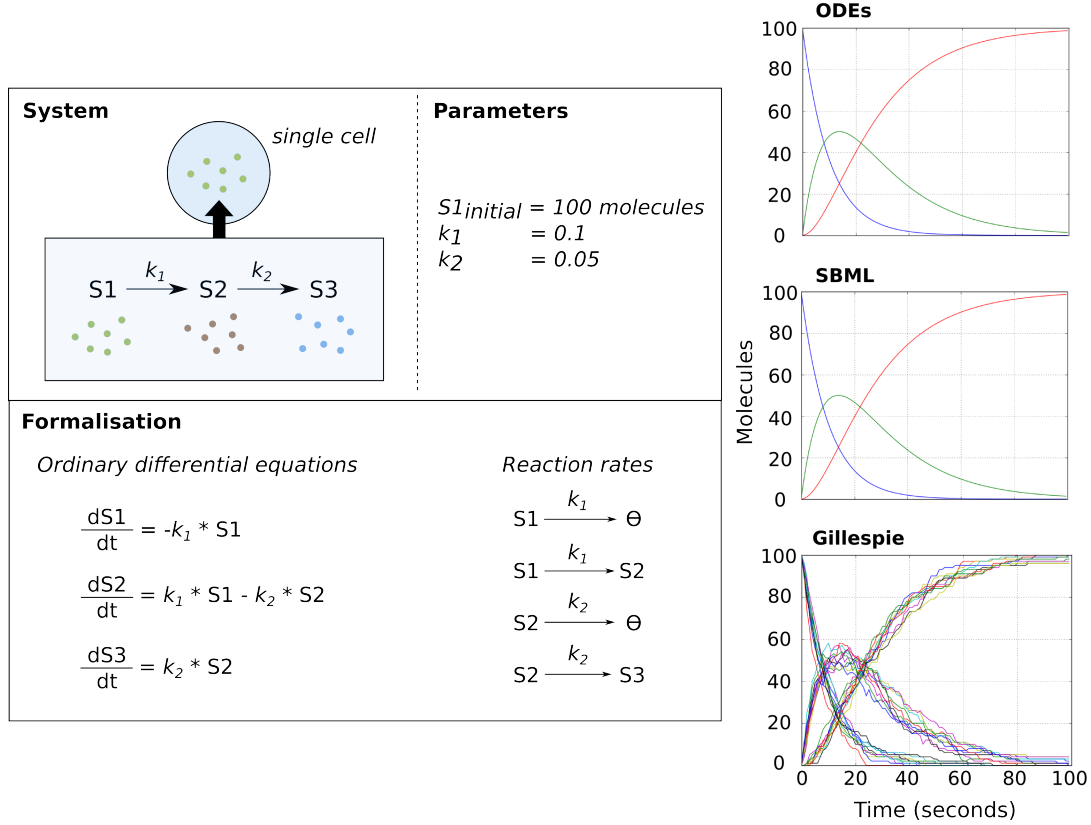 System
single cell
k1
k2
S1
S2
S3
Parameters
S1initial = 100 molecules
k1 = 0.1
k2 = 0.05
Formalisation
Ordinary differential equations
dS1
dt
= -k1 * S1
dS2
dt
= k1 * S1 - k2 * S2
dS3
dt
= k2 * S2
Reaction rates
k1
S1 Ө
k1
S1 S2
k2
S2 Ө
k2
S2 S3
ODEs
100
80
60
40
20
0
SBML
100
80
60
40
20
0
Molecules
Gillespie
100
80
60
40
20
0
0 20 40 60 80 100
Time (seconds)